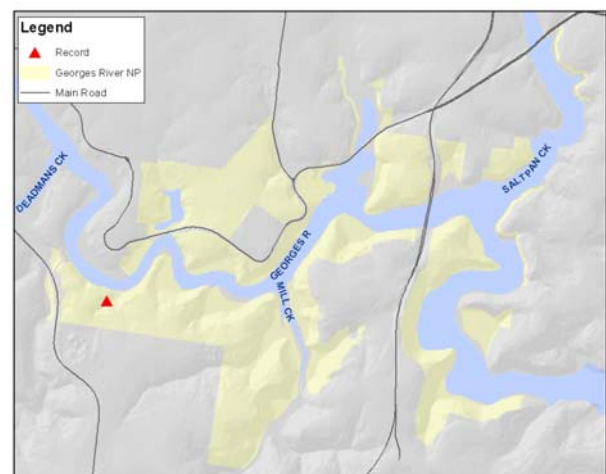 Legend
Record
Georges River NP
Main Road
DEADMANS CK
SALTPAN CK
GEORGES R
MILL CK